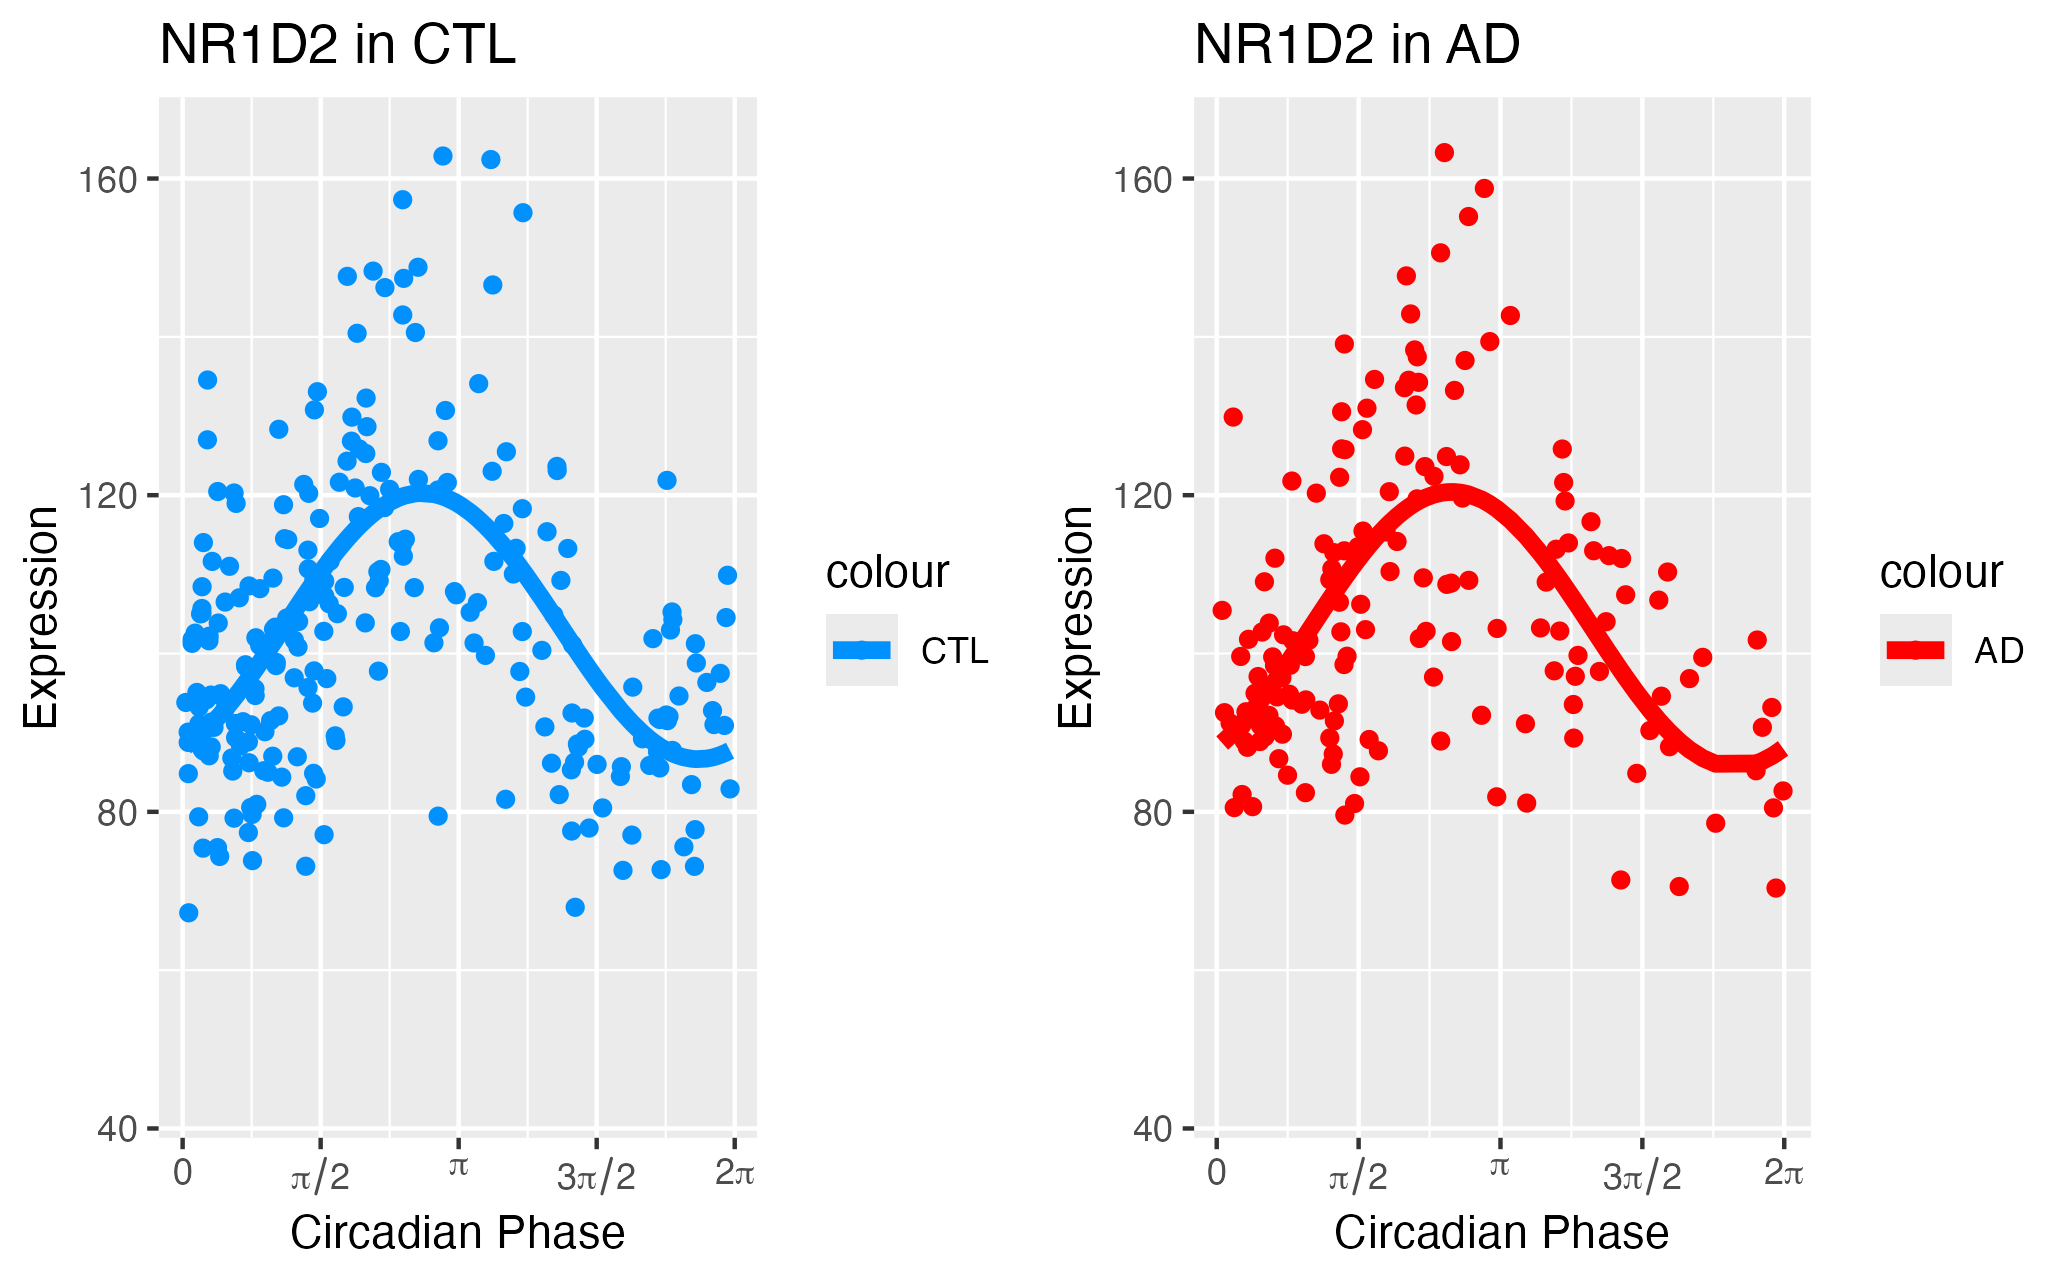 NR1D2 in CTL
160
120
80
40
Expression
0 π/2 π 3π/2 2π
Circadian Phase
colour
CTL
NR1D2 in AD
160
120
80
40
Expression
0 π/2 π 3π/2 2π
Circadian Phase
colour
AD